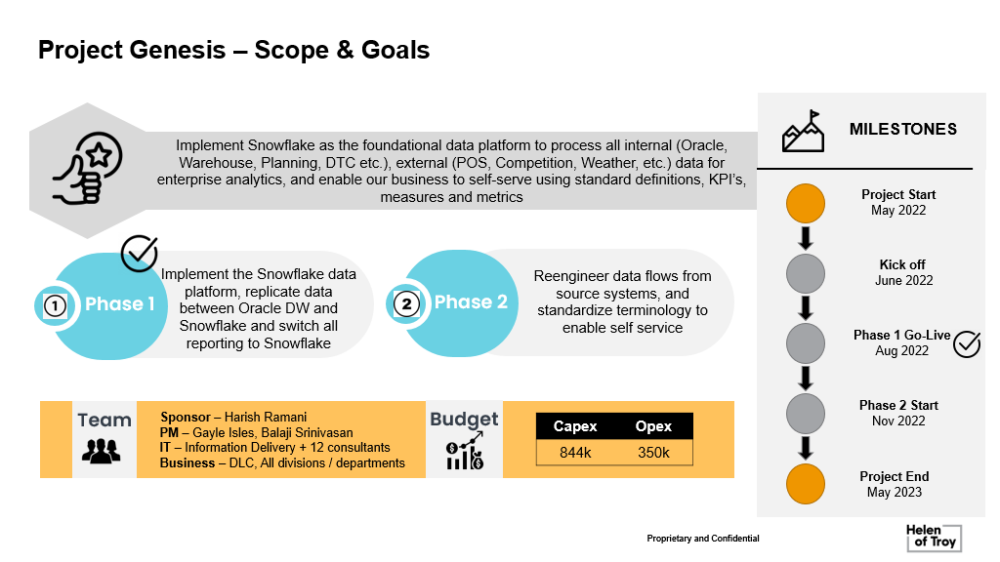 Project Genesis – Scope & Goals
Implement Snowflake as the foundational data platform to process all internal (Oracle,
Warehouse, Planning, DTC etc.), external (POS, Competition, Weather, etc.) data for
enterprise analytics, and enable our business to self-serve using standard definitions, KPI’s,
measures and metrics
1
Phase 1
Implement the Snowflake data
platform, replicate data
between Oracle DW and
Snowflake and switch all
reporting to Snowflake
2
Phase 2
Reengineer data flows from
source systems, and
standardize terminology to
enable self service
Team
Sponsor – Harish Ramani
PM – Gayle Isles, Balaji Srinivasan
IT – Information Delivery + 12 consultants
Business – DLC, All divisions / departments
Budget
Capex Opex
844k 350k
MILESTONES
Project Start
May 2022
Kick off
June 2022
Phase 1 Go-Live
Aug 2022
Phase 2 Start
Nov 2022
Project End
May 2023
Proprietary and Confidential
Helen
of Troy